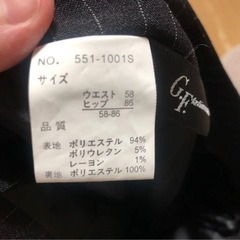 NO. 551-1001S
サイズ
ウエスト 58
ヒップ 86
58-86
品質
表地 ポリエステル 94%
ポリウレタン 5%
レーヨン 1%
裏地 ポリエステル 100%
G.F.